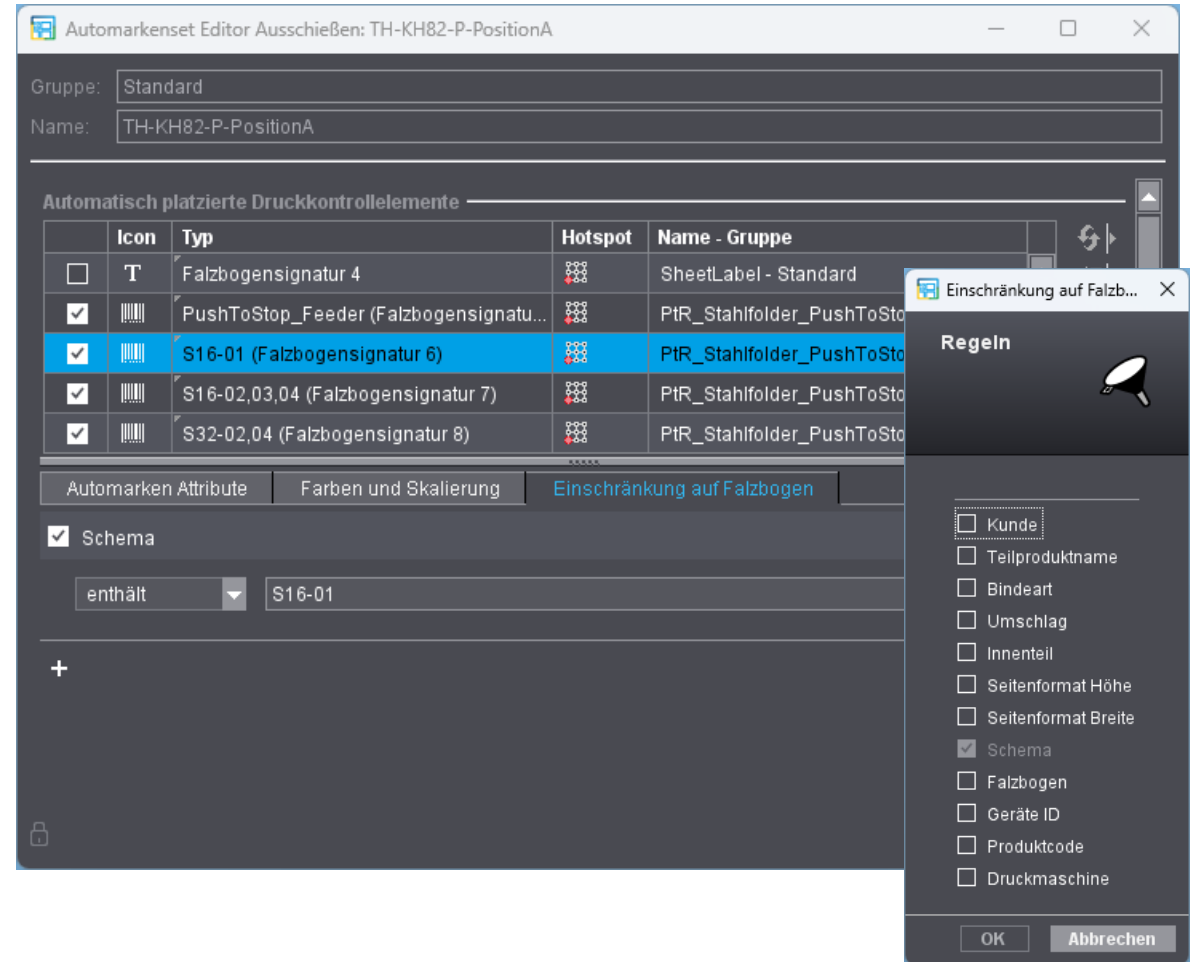 Automarkenset Editor Ausschießen: TH-KH82-P-PositionA
Gruppe: Standard
Name: TH-KH82-P-PositionA
Automatisch platzierte Druckkontrollelemente
Icon Typ Hotspot Name - Gruppe
T Falzbogensignatur 4 SheetLabel - Standard
PushToStop_Feeder (Falzbogensignatu... PtR_Stahlfolder_PushToSto
S16-01 (Falzbogensignatur 6) PtR_Stahlfolder_PushToSto
S16-02,03,04 (Falzbogensignatur 7) PtR_Stahlfolder_PushToSto
S32-02,04 (Falzbogensignatur 8) PtR_Stahlfolder_PushToSto
Automarken Attribute Farben und Skalierung Einschränkung auf Falzbogen
Schema
enthält S16-01
+
Einschränkung auf Falzb...
Regeln
Kunde
Teilproduktname
Bindeart
Umschlag
Innenteil
Seitenformat Höhe
Seitenformat Breite
Schema
Falzbogen
Geräte ID
Produktcode
Druckmaschine
OK Abbrechen